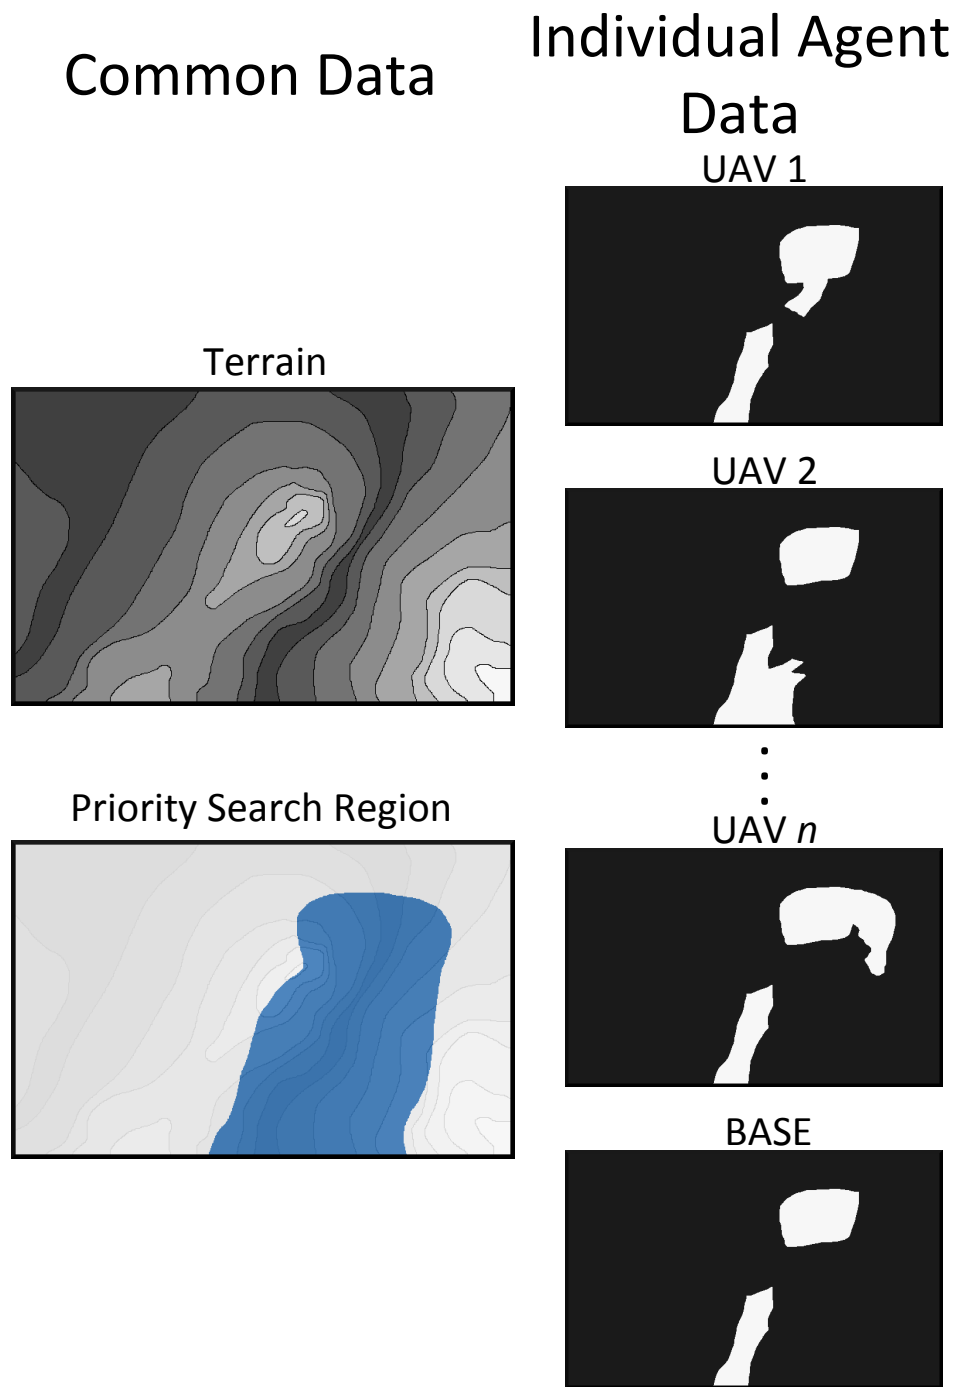 Common Data
Individual Agent
Data
UAV 1
Terrain
UAV 2
Priority Search Region
UAV n
BASE